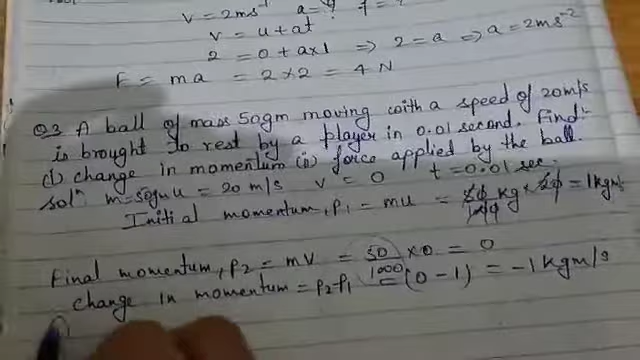 v = 2ms⁻¹ a = ? f = ?
v = u + at
2 = 0 + a×1 ⇒ 2 = a ⇒ a = 2ms⁻²
F = ma = 2×2 = 4 N
Q3 A ball of mass 50gm moving with a speed of 20m/s
is brought to rest by a player in 0.01 second. Find:-
(i) change in momentum (ii) force applied by the ball.
Solⁿ m=50gm u = 20 m/s v = 0 t = 0.01 sec.
Initial momentum, P₁ = mu = 50/1000 kg × 20 = 1kgm/s
Final momentum, P₂ = mv = 50/1000 × 0 = 0
change in momentum = P₂-P₁ = (0 - 1) = -1 kgm/s